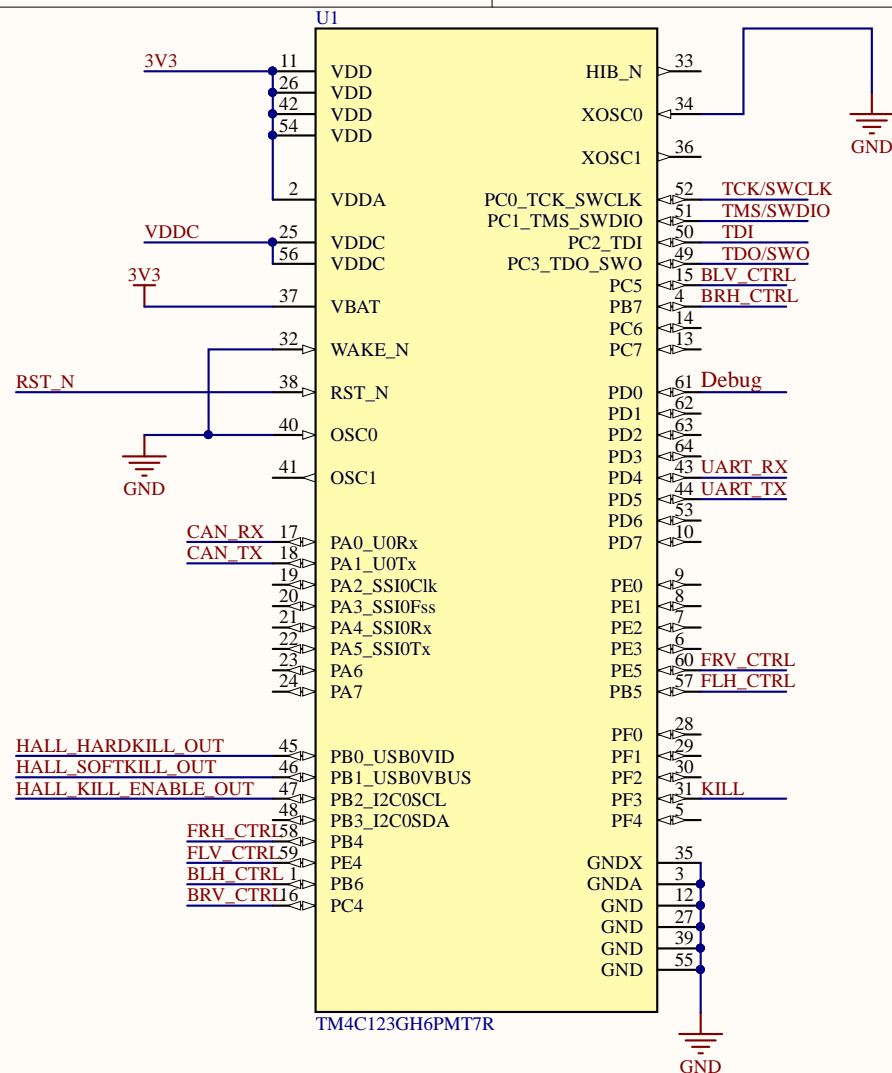 U1
3V3 11 VDD
26 VDD
42 VDD
54 VDD
2 VDDA
VDDC 25 VDDC
56 VDDC
3V3
37 VBAT
32 WAKE_N
RST_N 38 RST_N
40 OSC0
GND
41 OSC1
CAN_RX 17 PA0_U0Rx
CAN_TX 18 PA1_U0Tx
19 PA2_SSI0Clk
20 PA3_SSI0Fss
21 PA4_SSI0Rx
22 PA5_SSI0Tx
23 PA6
24 PA7
HALL_HARDKILL_OUT 45 PB0_USB0VID
HALL_SOFTKILL_OUT 46 PB1_USB0VBUS
HALL_KILL_ENABLE_OUT 47 PB2_I2C0SCL
48 PB3_I2C0SDA
FRH_CTRL 58 PB4
FLV_CTRL 59 PE4
BLH_CTRL 1 PB6
BRV_CTRL 16 PC4
HIB_N 33
XOSC0 34
GND
XOSC1 36
PC0_TCK_SWCLK 52 TCK/SWCLK
PC1_TMS_SWDIO 51 TMS/SWDIO
PC2_TDI 50 TDI
PC3_TDO_SWO 49 TDO/SWO
PC5 15 BLV_CTRL
PB7 4 BRH_CTRL
PC6 14
PC7 13
PD0 61 Debug
PD1 62
PD2 63
PD3 64
PD4 43 UART_RX
PD5 44 UART_TX
PD6 53
PD7 10
PE0 9
PE1 8
PE2 7
PE3 6
PE5 60 FRV_CTRL
PB5 57 FLH_CTRL
PF0 28
PF1 29
PF2 30
PF3 31 KILL
PF4 5
GNDX 35
GNDA 3
GND 12
GND 27
GND 39
GND 55
TM4C123GH6PMT7R
GND